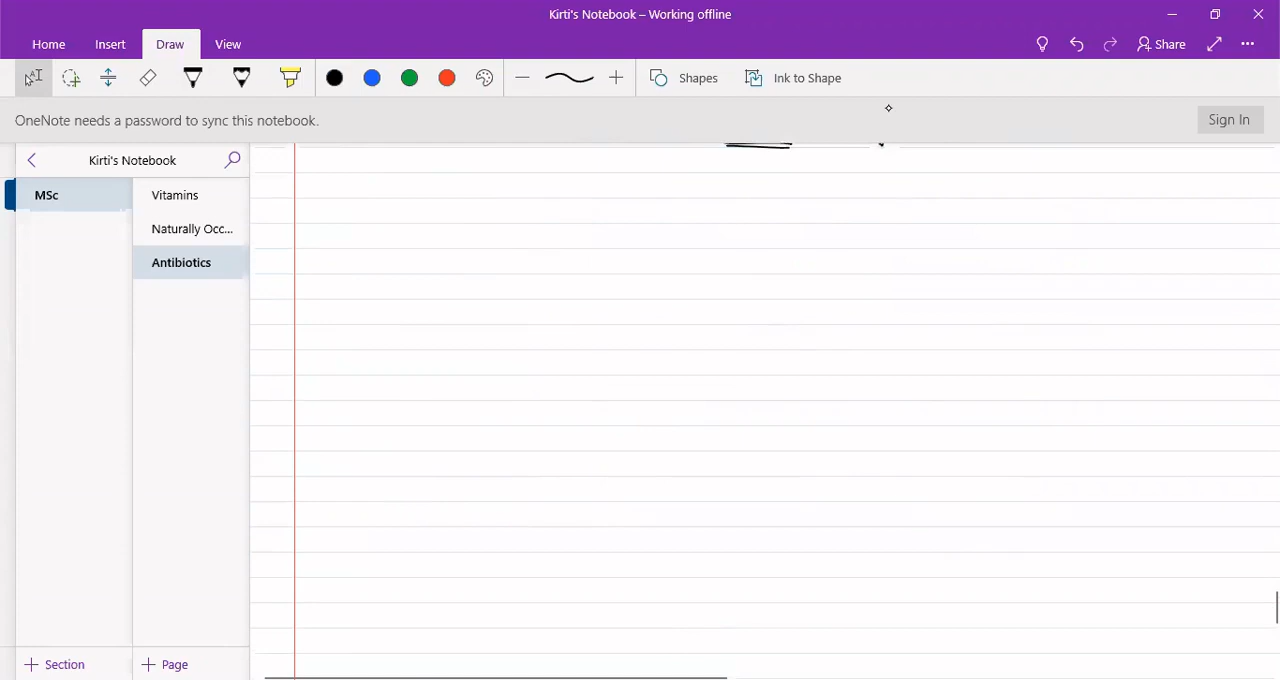 Kirti's Notebook – Working offline
Home Insert Draw View Share
Shapes Ink to Shape
OneNote needs a password to sync this notebook. Sign In
Kirti's Notebook
MSc Vitamins
Naturally Occ...
Antibiotics
Section Page